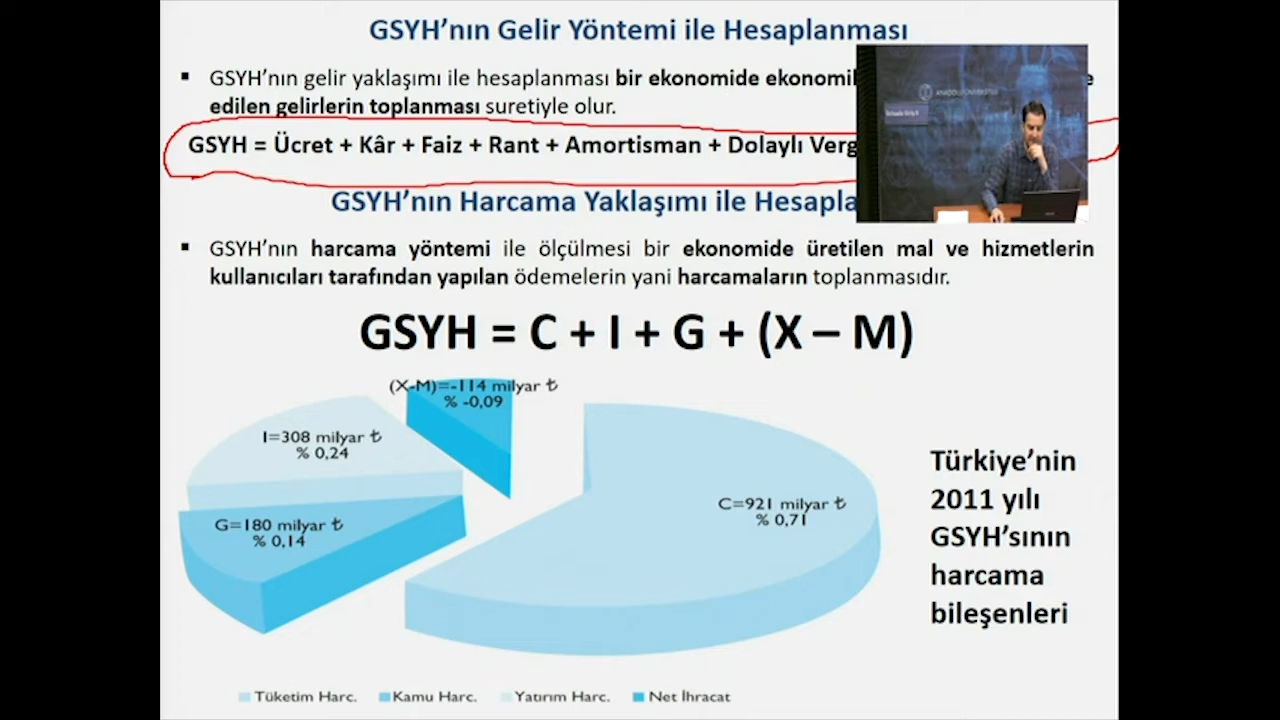 GSYH’nın Gelir Yöntemi ile Hesaplanması
▪ GSYH’nın gelir yaklaşımı ile hesaplanması bir ekonomide
edilen gelirlerin toplanması suretiyle olur.
GSYH = Ücret + Kâr + Faiz + Rant + Amortisman + Dolaylı
ANADOLU ÜNİVERSİTESİ
GSYH’nın Harcama Yaklaşımı ile
▪ GSYH’nın harcama yöntemi ile ölçülmesi bir ekonomide üretilen mal ve hizmetlerin
kullanıcıları tarafından yapılan ödemelerin yani harcamaların toplanmasıdır.
GSYH = C + I + G + (X – M)
(X-M)=-114 milyar ₺
% -0,09
I=308 milyar ₺
% 0,24
G=180 milyar ₺
% 0,14
C=921 milyar ₺
% 0,71
Türkiye’nin
2011 yılı
GSYH’sının
harcama
bileşenleri
Tüketim Harc. Kamu Harc. Yatırım Harc. Net İhracat